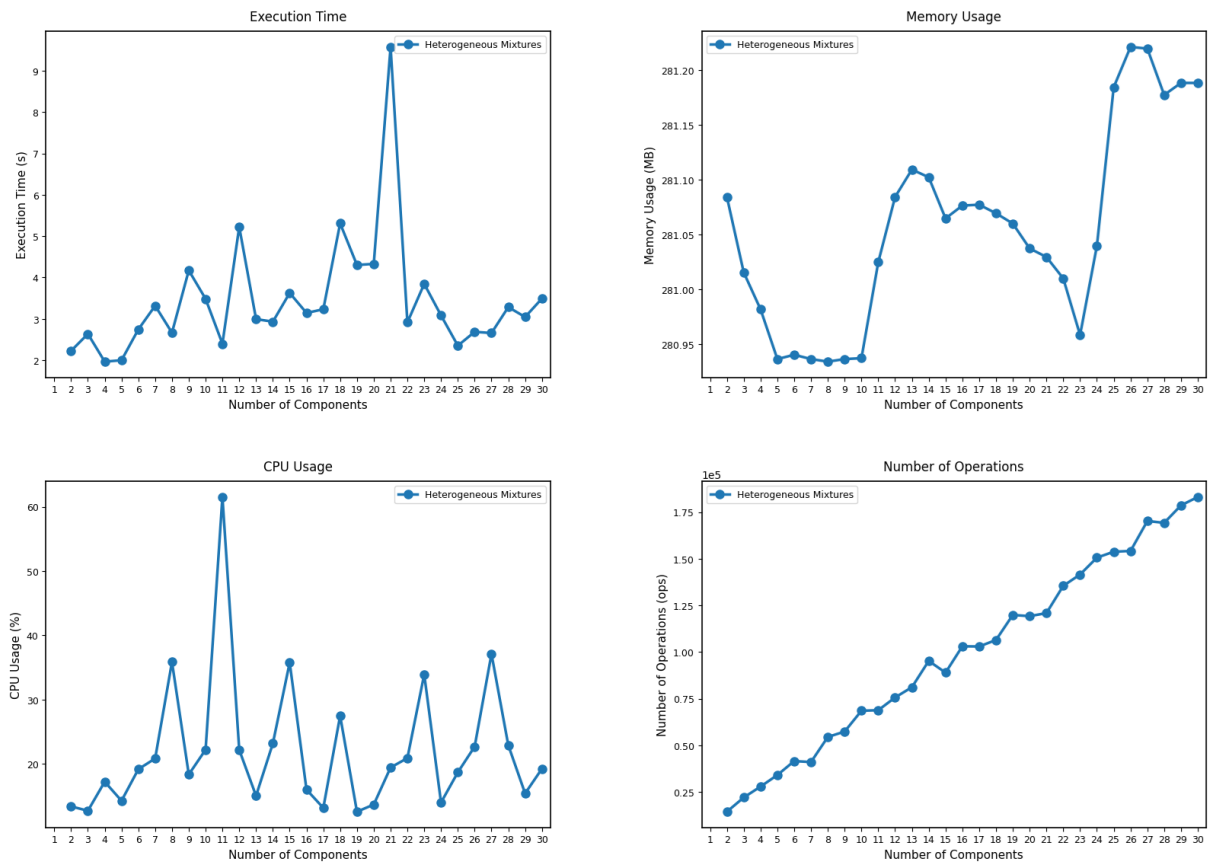 Execution Time
Heterogeneous Mixtures
9
8
7
6
5
4
3
2
Execution Time (s)
1 2 3 4 5 6 7 8 9 10 11 12 13 14 15 16 17 18 19 20 21 22 23 24 25 26 27 28 29 30
Number of Components
Memory Usage
Heterogeneous Mixtures
281.20
281.15
281.10
281.05
281.00
280.95
Memory Usage (MB)
1 2 3 4 5 6 7 8 9 10 11 12 13 14 15 16 17 18 19 20 21 22 23 24 25 26 27 28 29 30
Number of Components
CPU Usage
Heterogeneous Mixtures
60
50
40
30
20
CPU Usage (%)
1 2 3 4 5 6 7 8 9 10 11 12 13 14 15 16 17 18 19 20 21 22 23 24 25 26 27 28 29 30
Number of Components
Number of Operations
1e5
Heterogeneous Mixtures
1.75
1.50
1.25
1.00
0.75
0.50
0.25
Number of Operations (ops)
1 2 3 4 5 6 7 8 9 10 11 12 13 14 15 16 17 18 19 20 21 22 23 24 25 26 27 28 29 30
Number of Components